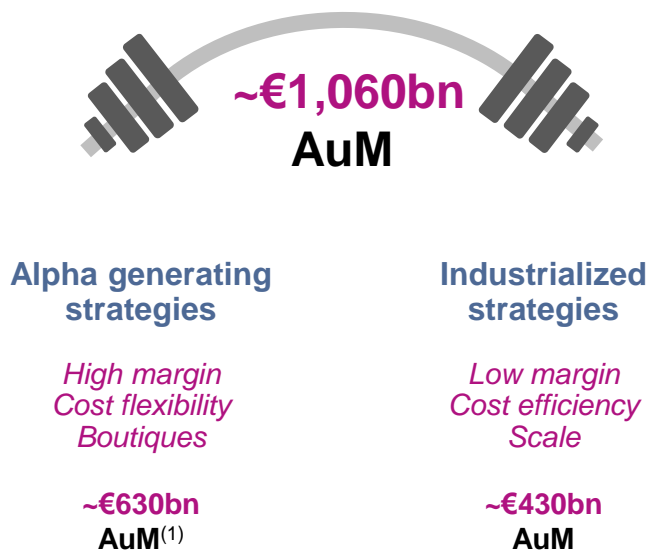 ~€1,060bn
AuM
Alpha generating
strategies
High margin
Cost flexibility
Boutiques
~€630bn
AuM(1)
Industrialized
strategies
Low margin
Cost efficiency
Scale
~€430bn
AuM